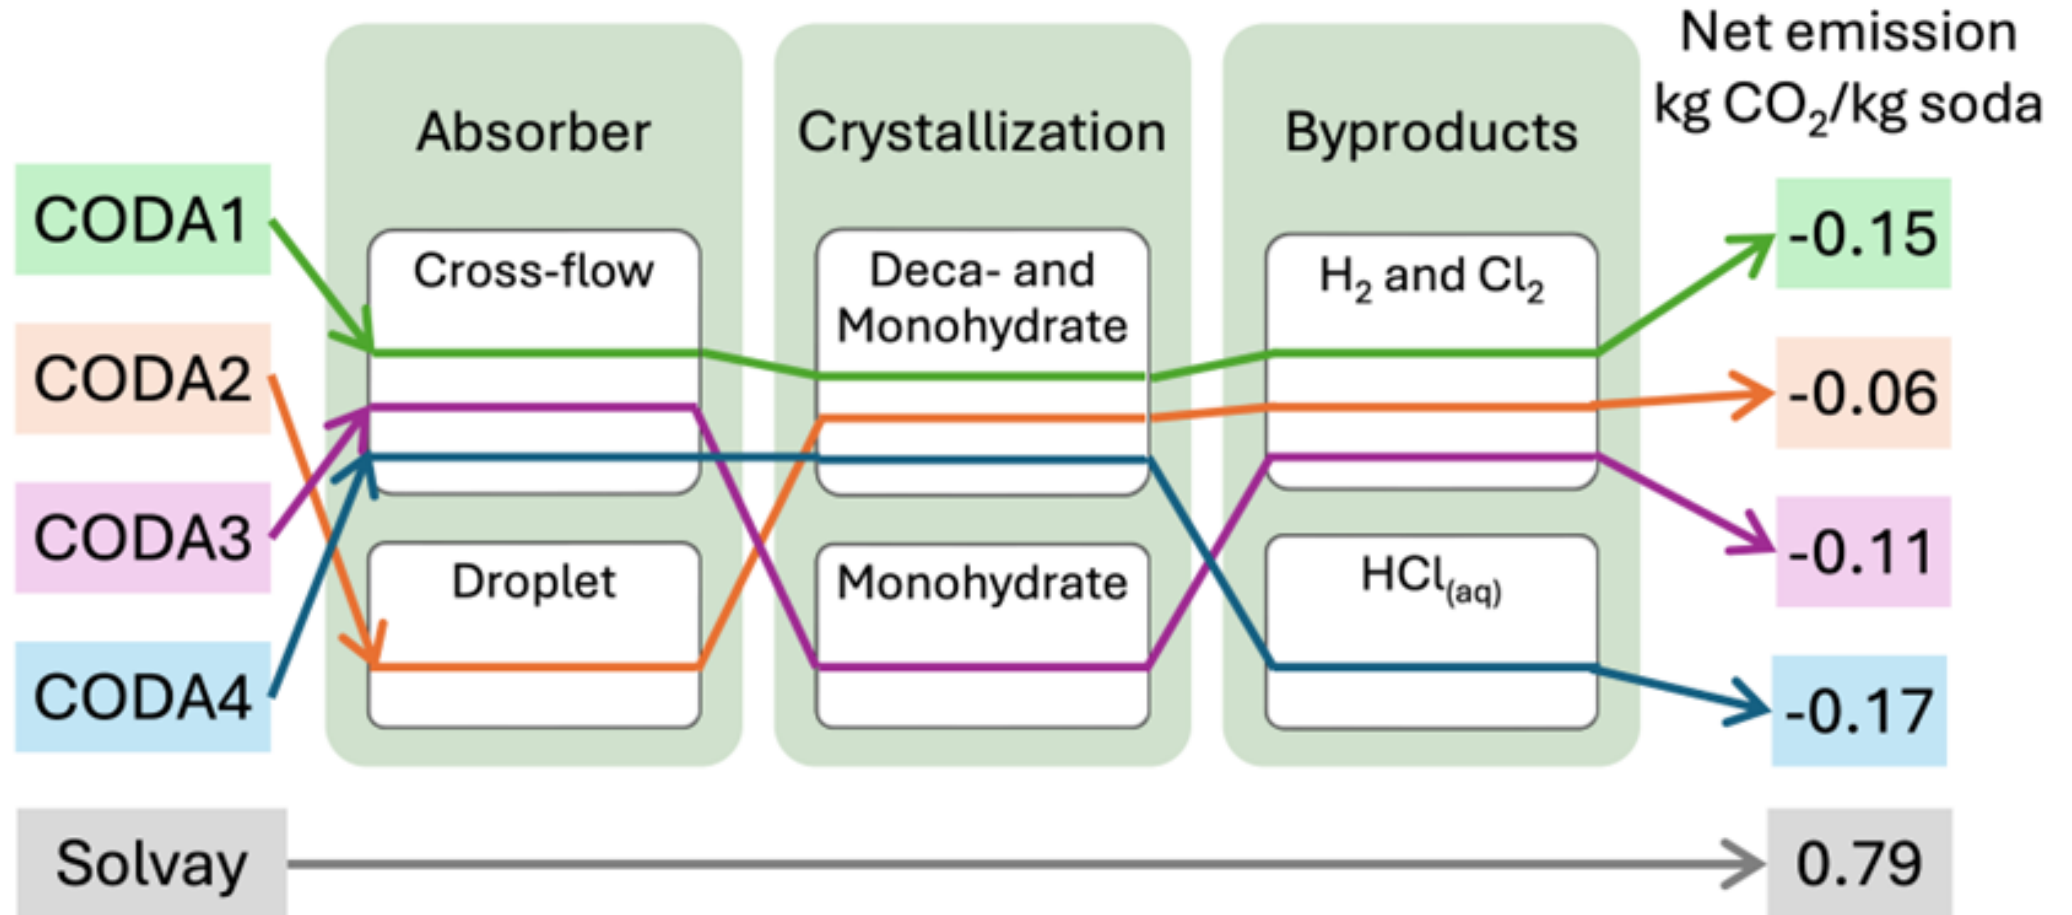 Net emission
kg CO₂/kg soda
Absorber
Crystallization
Byproducts
CODA1
Cross-flow
Deca- and
Monohydrate
H₂ and Cl₂
-0.15
CODA2
-0.06
CODA3
Droplet
Monohydrate
HCl(aq)
-0.11
CODA4
-0.17
Solvay
0.79